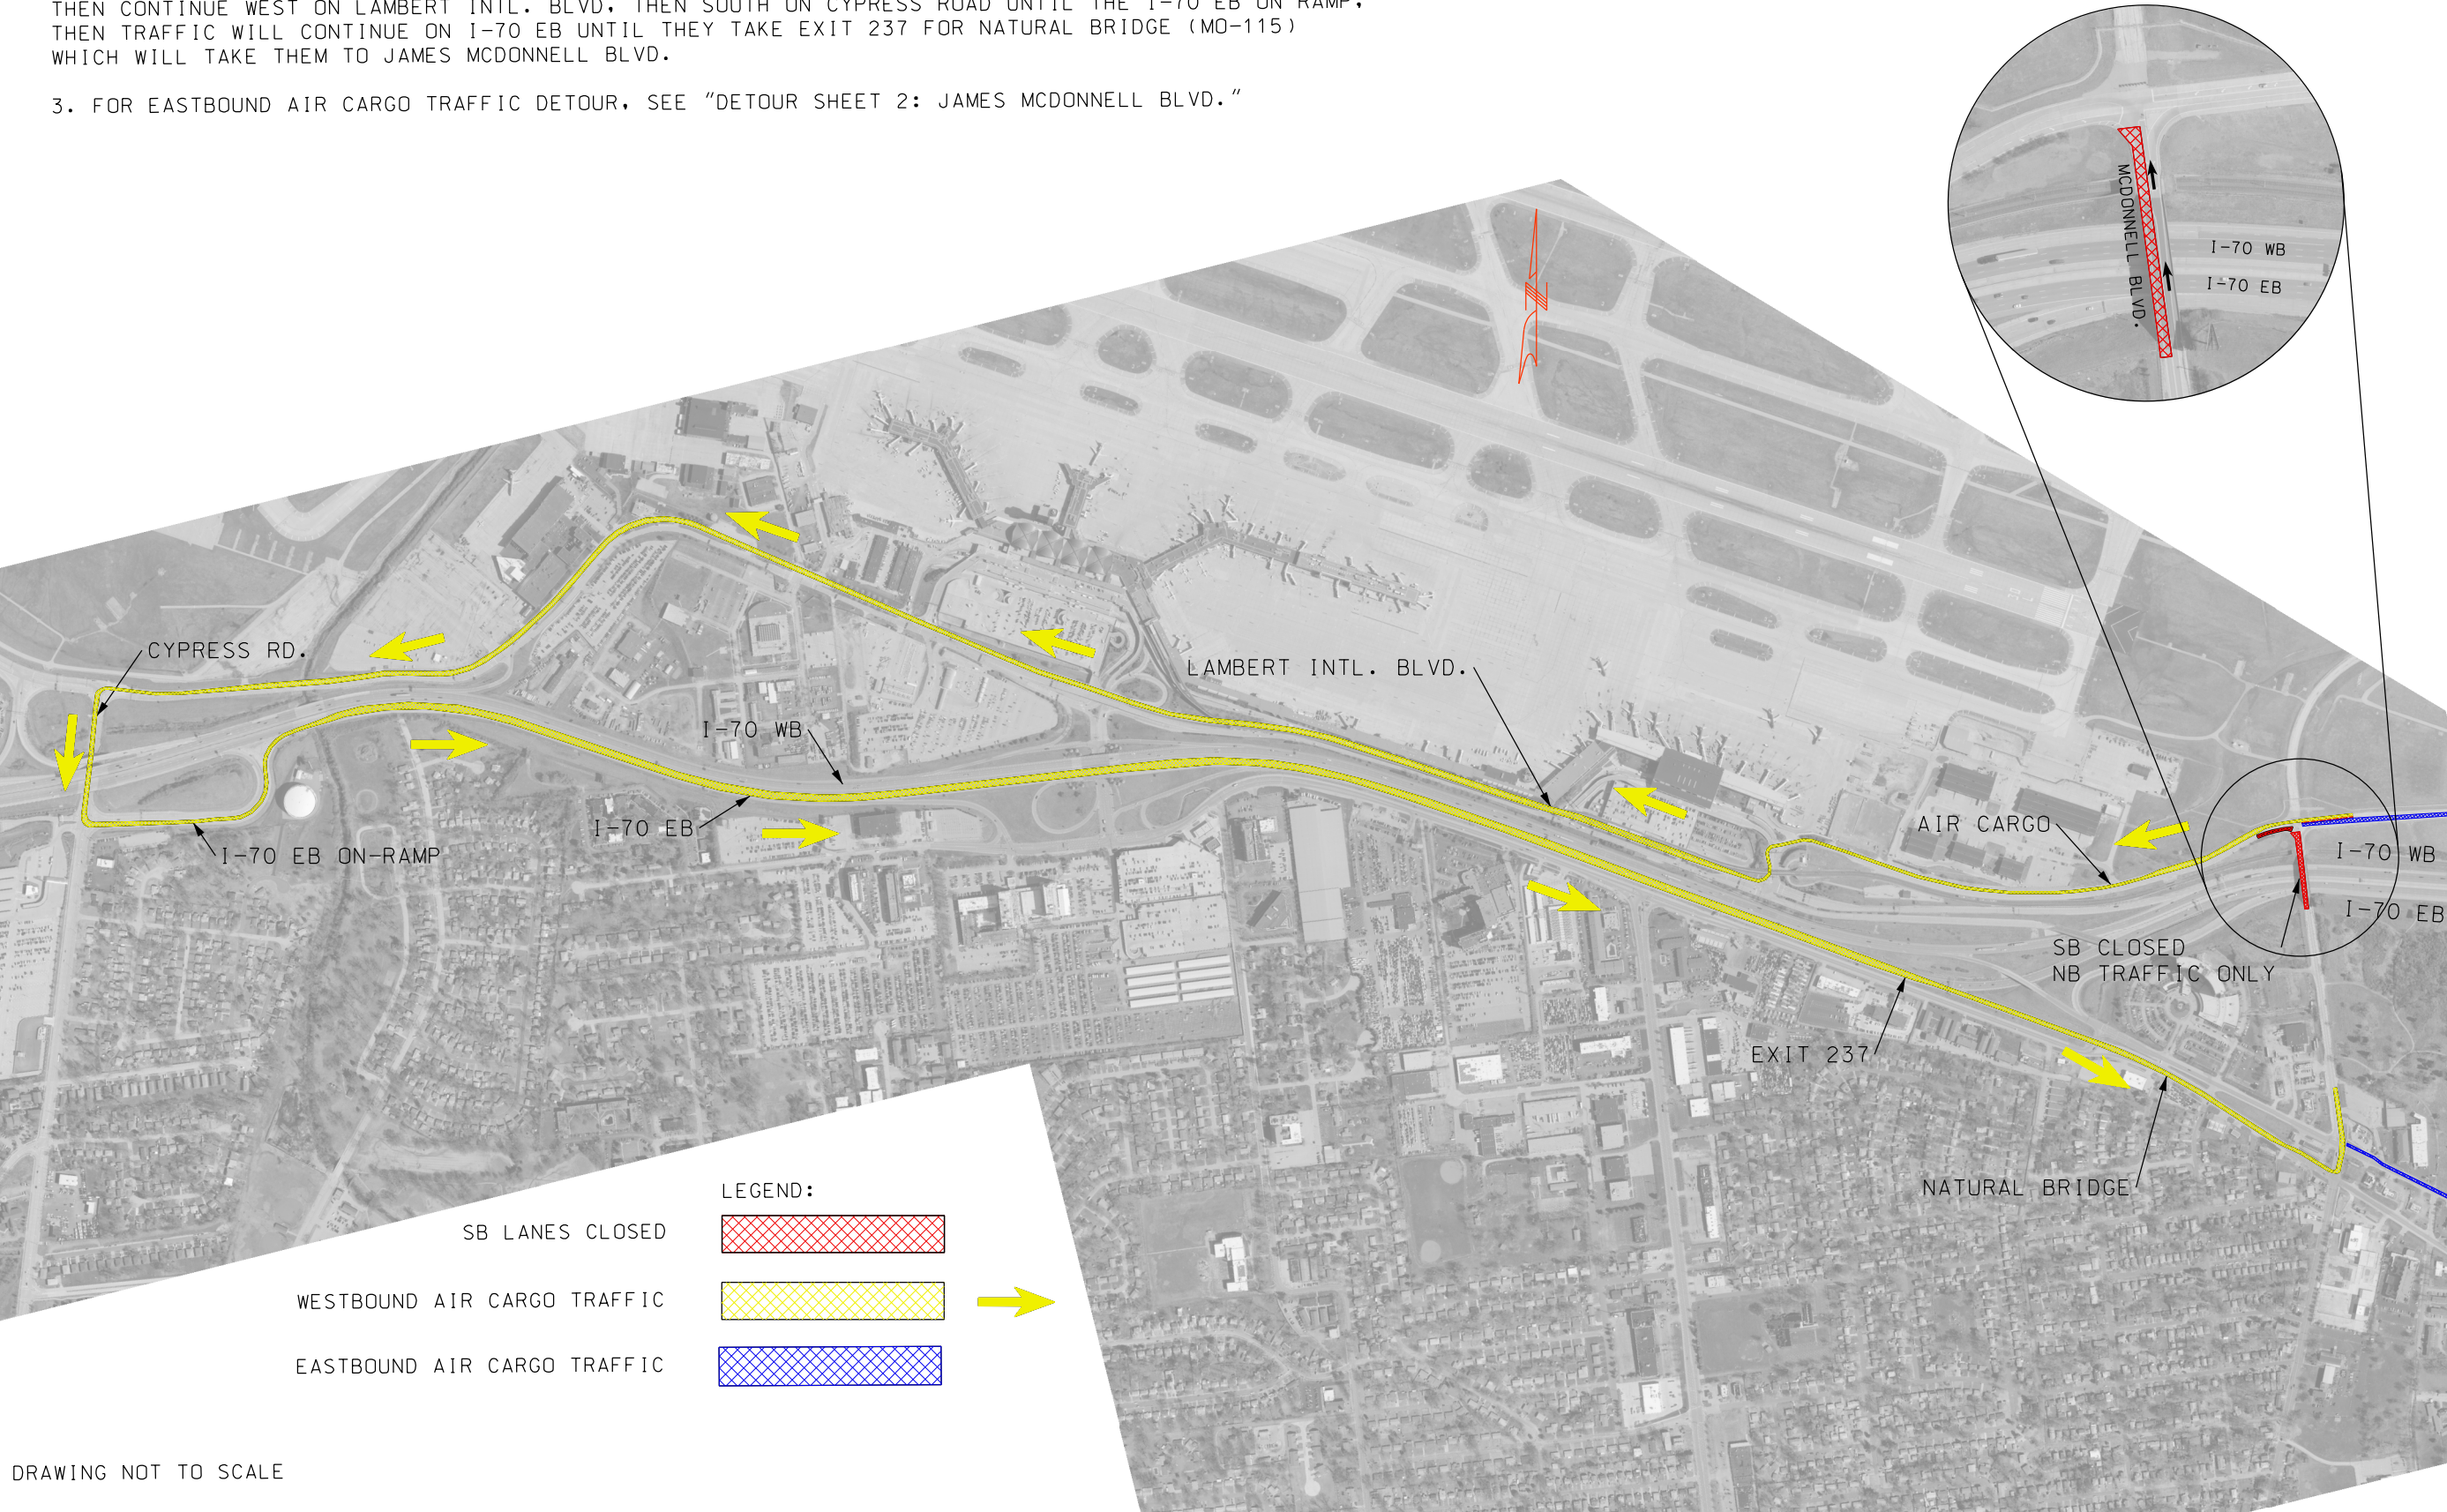 THEN CONTINUE WEST ON LAMBERT INTL. BLVD, THEN SOUTH ON CYPRESS ROAD UNTIL THE I-70 EB ON RAMP,
THEN TRAFFIC WILL CONTINUE ON I-70 EB UNTIL THEY TAKE EXIT 237 FOR NATURAL BRIDGE (MO-115)
WHICH WILL TAKE THEM TO JAMES MCDONNELL BLVD.
3. FOR EASTBOUND AIR CARGO TRAFFIC DETOUR, SEE "DETOUR SHEET 2: JAMES MCDONNELL BLVD."
MCDONNELL BLVD.
I-70 WB
I-70 EB
N
CYPRESS RD.
LAMBERT INTL. BLVD.
I-70 WB
I-70 EB
I-70 EB ON-RAMP
AIR CARGO
I-70 WB
I-70 EB
SB CLOSED
NB TRAFFIC ONLY
EXIT 237
NATURAL BRIDGE
LEGEND:
SB LANES CLOSED
WESTBOUND AIR CARGO TRAFFIC
EASTBOUND AIR CARGO TRAFFIC
DRAWING NOT TO SCALE